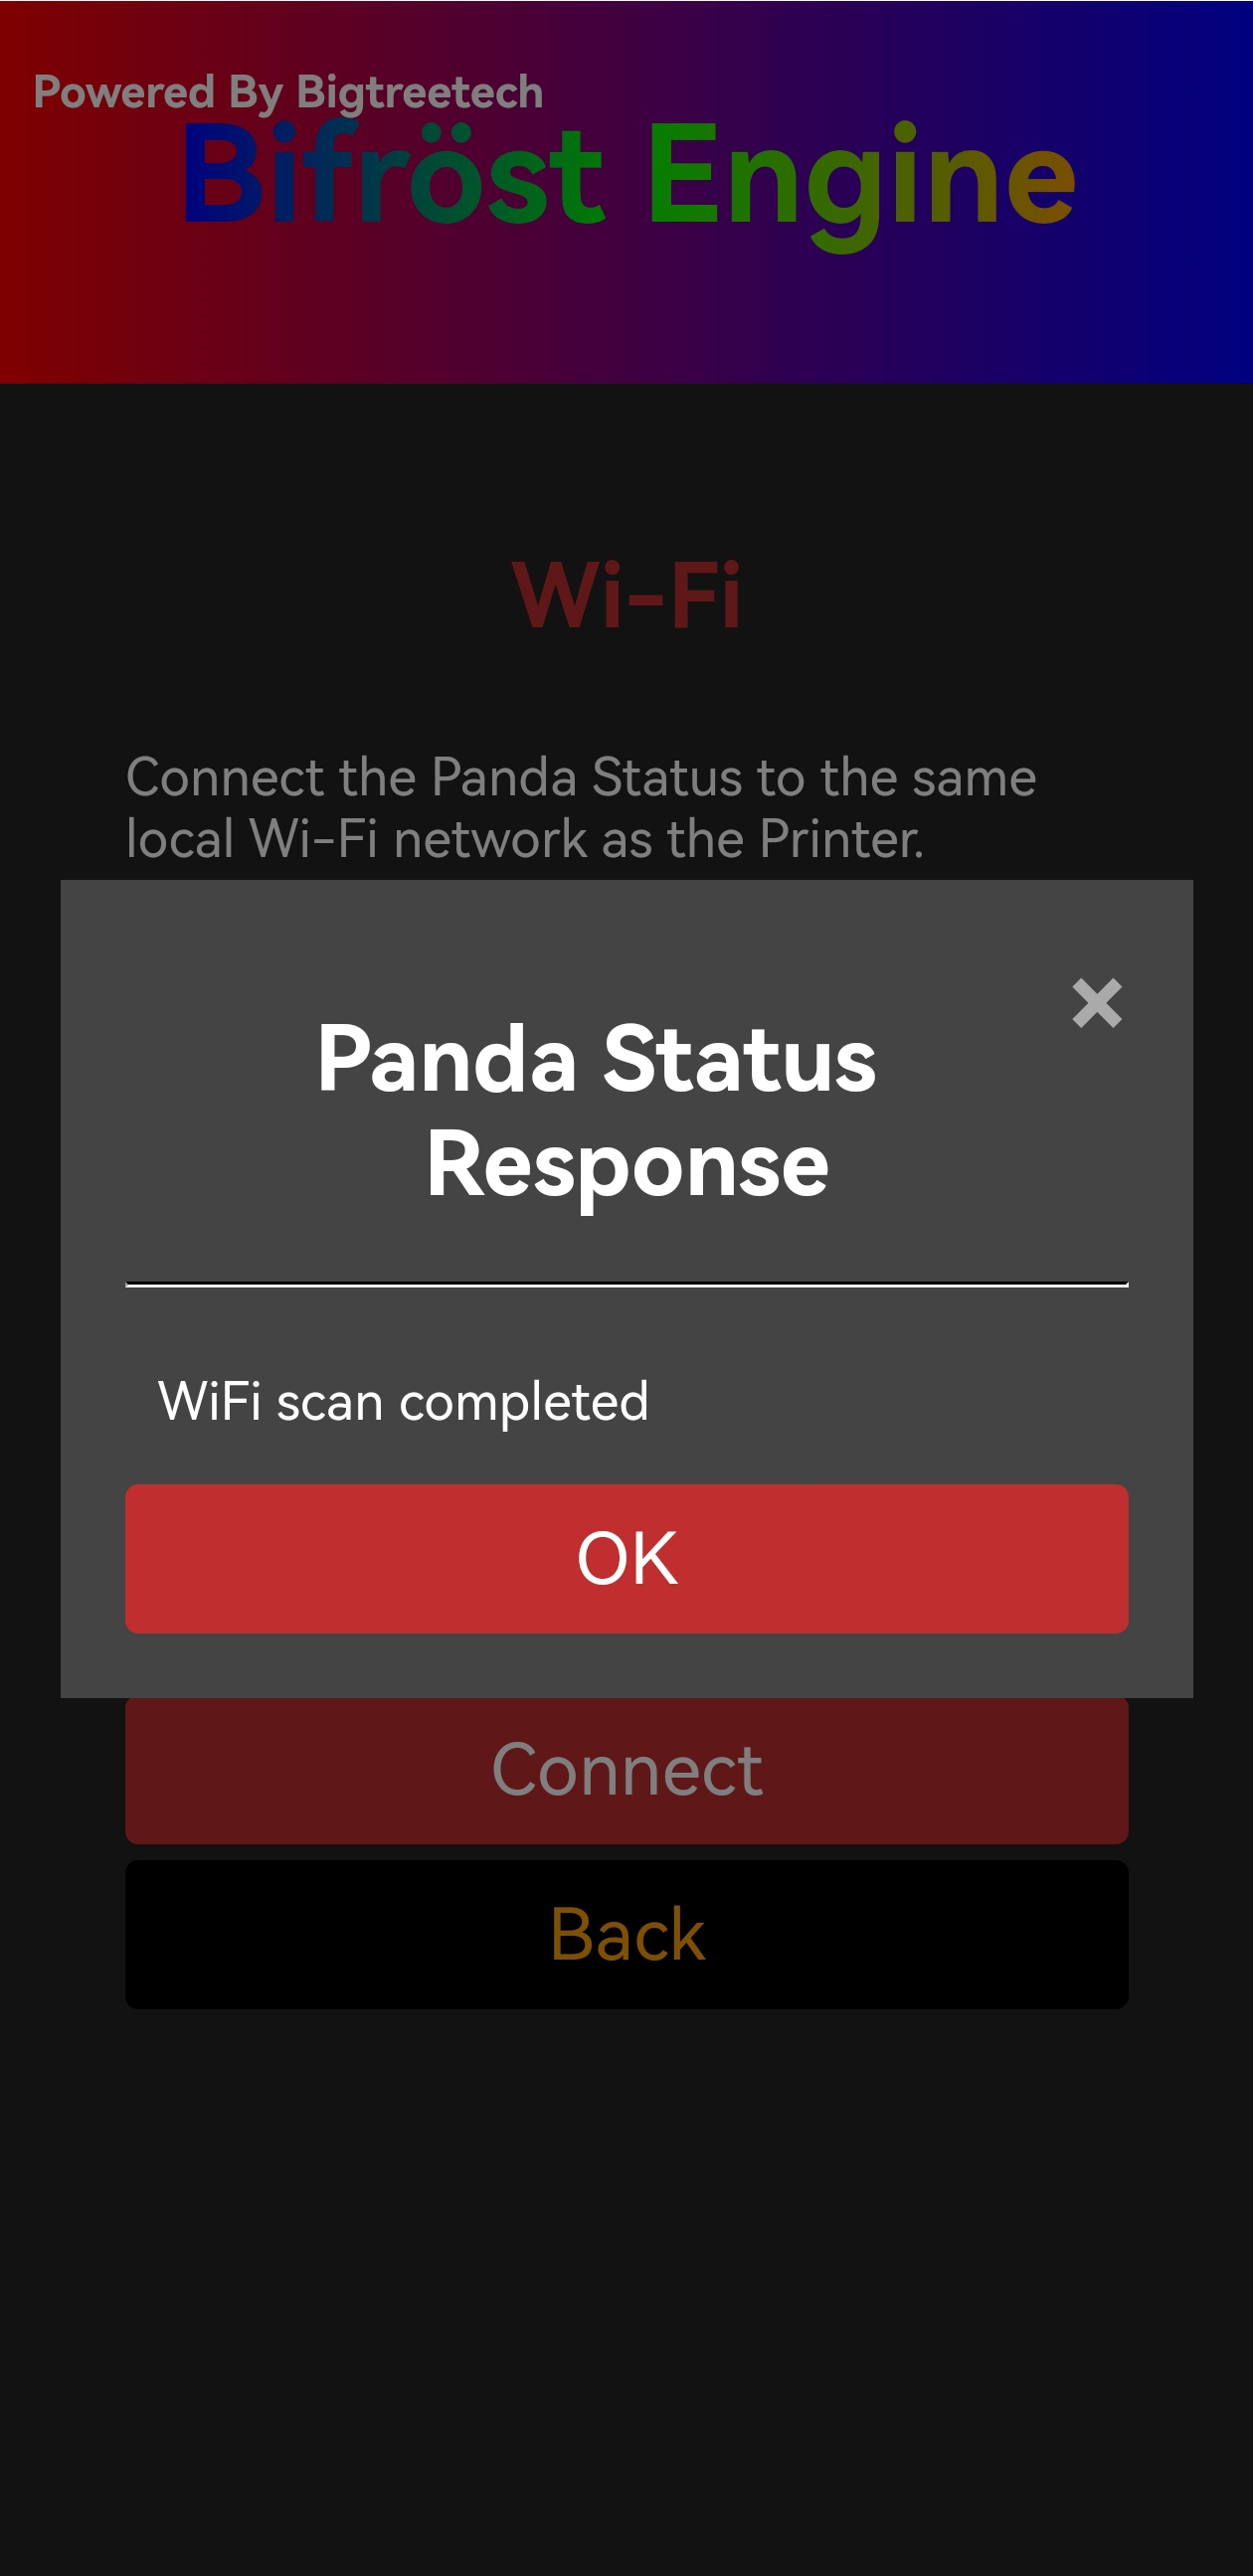 Powered By Bigtreetech
Bifröst Engine
Wi-Fi
Connect the Panda Status to the same
local Wi-Fi network as the Printer.
×
Panda Status
Response
WiFi scan completed
OK
Connect
Back